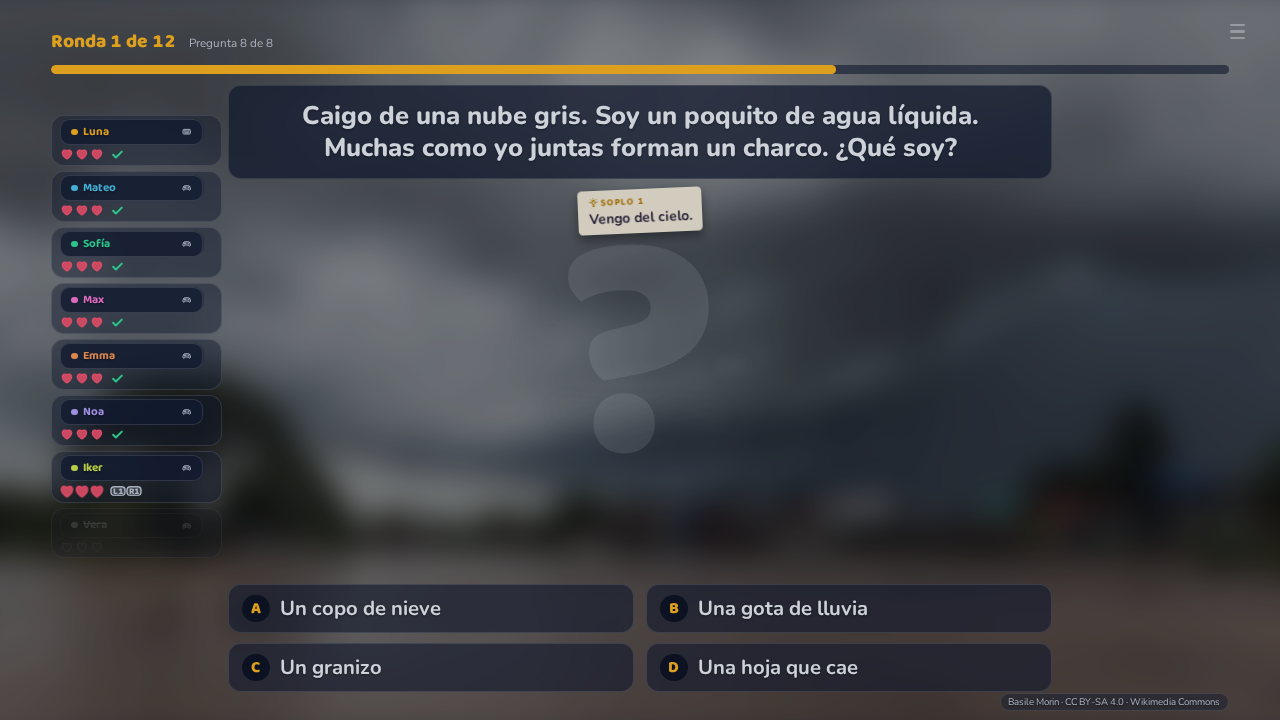 Ronda 1 de 12
Pregunta 8 de 8
Caigo de una nube gris. Soy un poquito de agua líquida.
Muchas como yo juntas forman un charco. ¿Qué soy?
SOPLO 1
Vengo del cielo.
Luna
Mateo
Sofía
Max
Emma
Noa
Iker
L1 R1
Vera
?
A Un copo de nieve
B Una gota de lluvia
C Un granizo
D Una hoja que cae
Basile Morin · CC BY-SA 4.0 · Wikimedia Commons